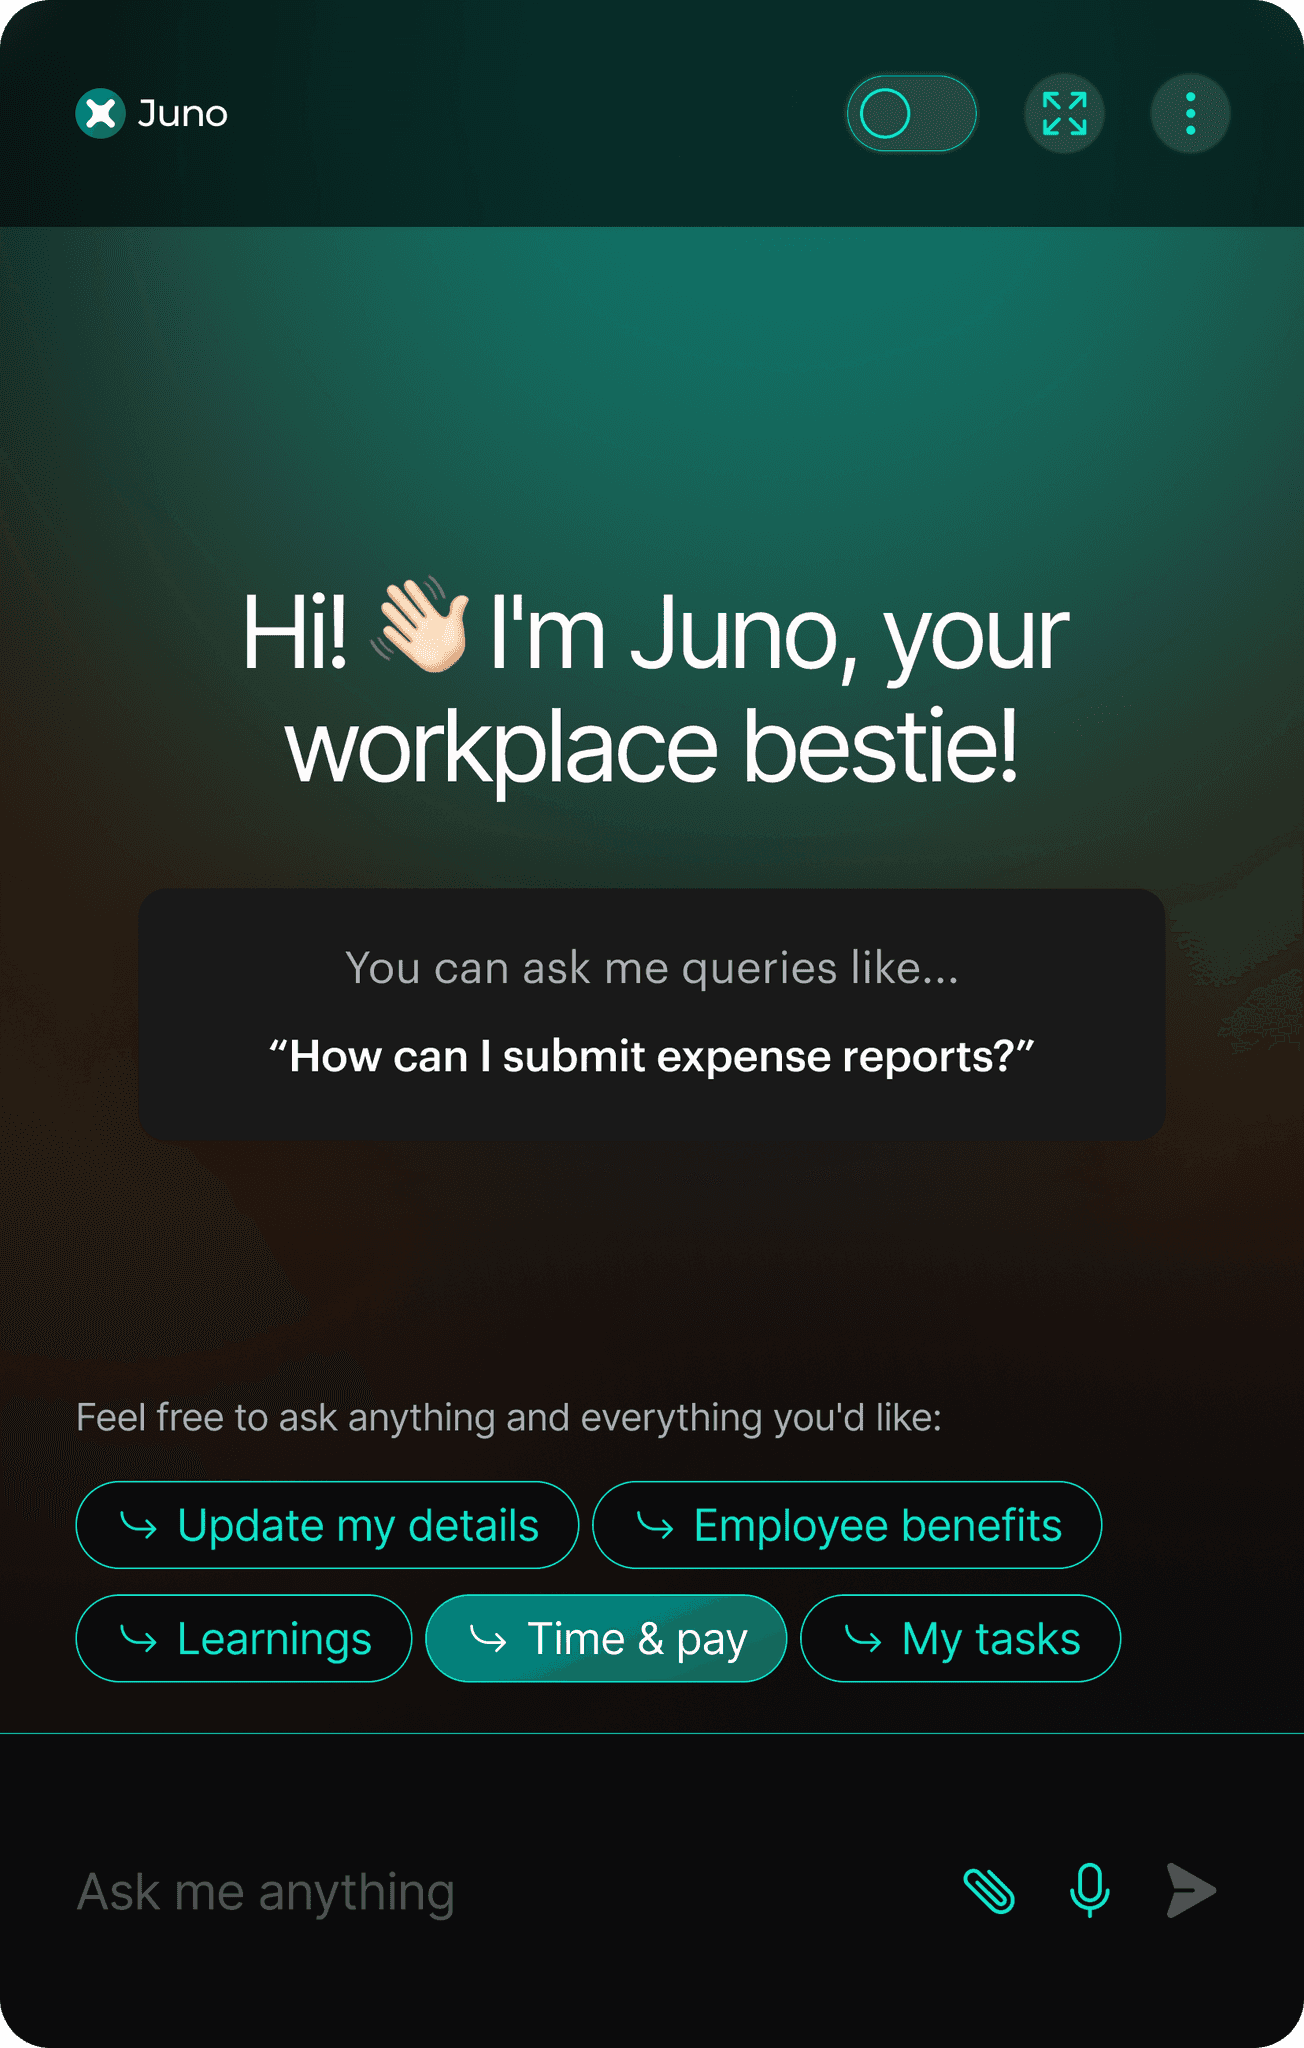 Juno
Hi! 👋🏻 I'm Juno, your
workplace bestie!
You can ask me queries like...
“How can I submit expense reports?”
Feel free to ask anything and everything you'd like:
Update my details
Employee benefits
Learnings
Time & pay
My tasks
Ask me anything